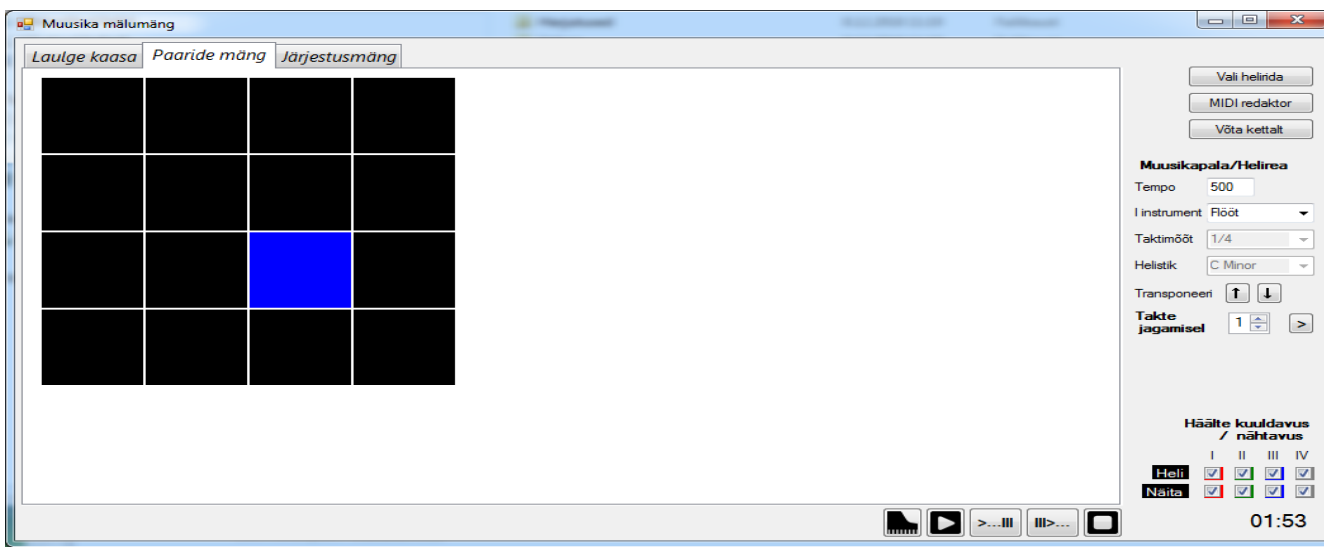 Muusika mälumäng
Laulge kaasa Paaride mäng Järjestusmäng
Vali helirida
MIDI redaktor
Võta kettalt
Muusikapala/Helirea
Tempo 500
I instrument Flööt
Taktimõõt 1/4
Helistik C Minor
Transponeeri ↑ ↓
Takte
jagamisel 1 >
Häälte kuuldavus
/ nähtavus
I II III IV
Heli
Näita
>...III III>... 01:53